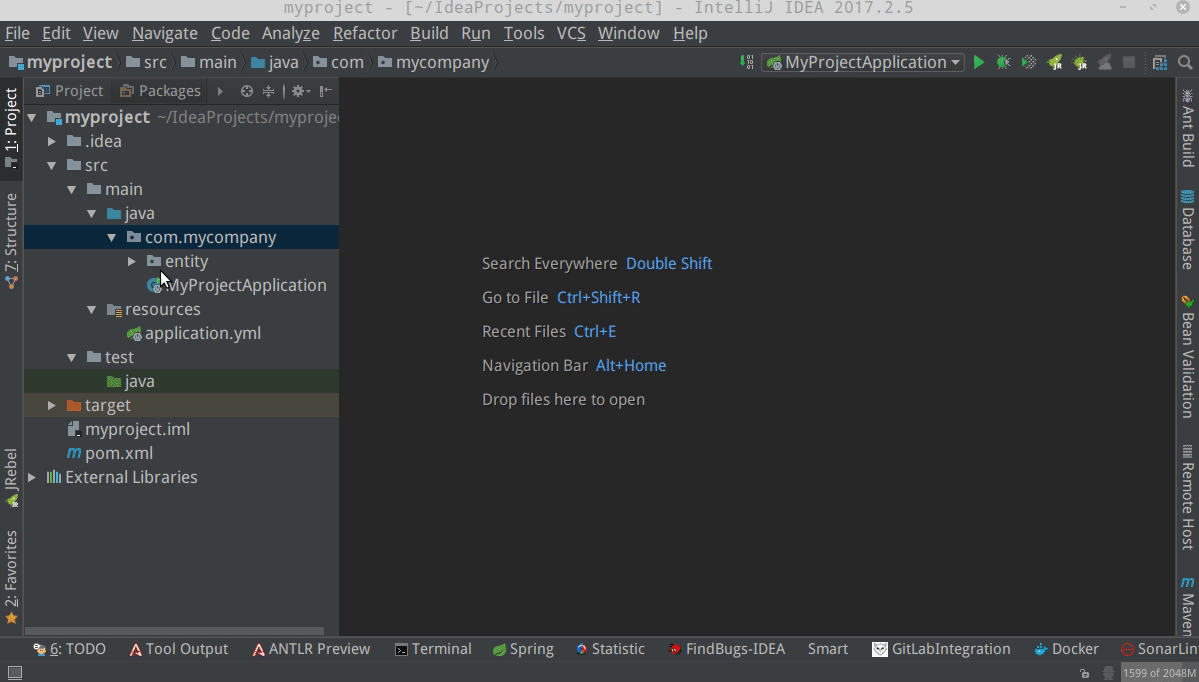 myproject - [~/IdeaProjects/myproject] - IntelliJ IDEA 2017.2.5
File Edit View Navigate Code Analyze Refactor Build Run Tools VCS Window Help
myproject src main java com mycompany MyProjectApplication
1: Project
7: Structure
JRebel
2: Favorites
Project Packages
myproject ~/IdeaProjects/myproje
.idea
src
main
java
com.mycompany
entity
MyProjectApplication
resources
application.yml
test
java
target
myproject.iml
pom.xml
External Libraries
Search Everywhere Double Shift
Go to File Ctrl+Shift+R
Recent Files Ctrl+E
Navigation Bar Alt+Home
Drop files here to open
Ant Build
Database
Bean Validation
Remote Host
Maven
6: TODO Tool Output ANTLR Preview Terminal Spring Statistic FindBugs-IDEA Smart GitLabIntegration Docker SonarLin
1599 of 2048M